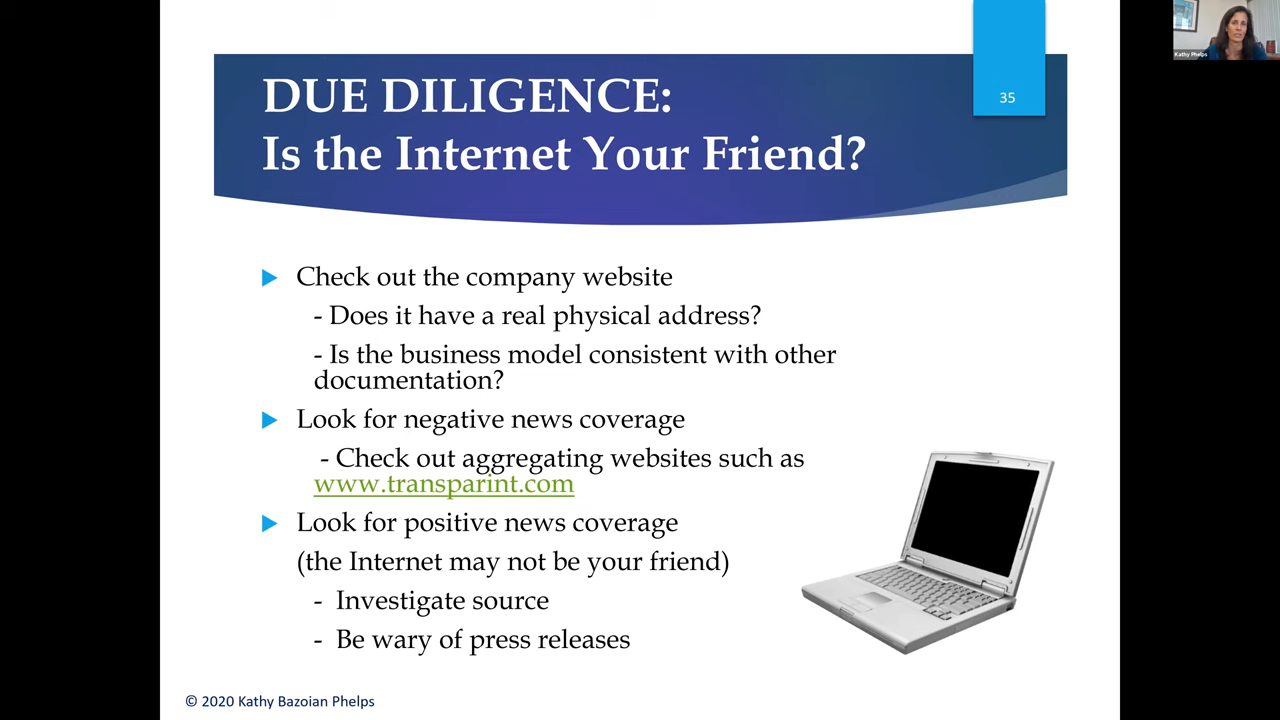 Kathy Phelps
35
DUE DILIGENCE:
Is the Internet Your Friend?
Check out the company website
- Does it have a real physical address?
- Is the business model consistent with other
documentation?
Look for negative news coverage
- Check out aggregating websites such as
www.transparint.com
Look for positive news coverage
(the Internet may not be your friend)
- Investigate source
- Be wary of press releases
© 2020 Kathy Bazoian Phelps